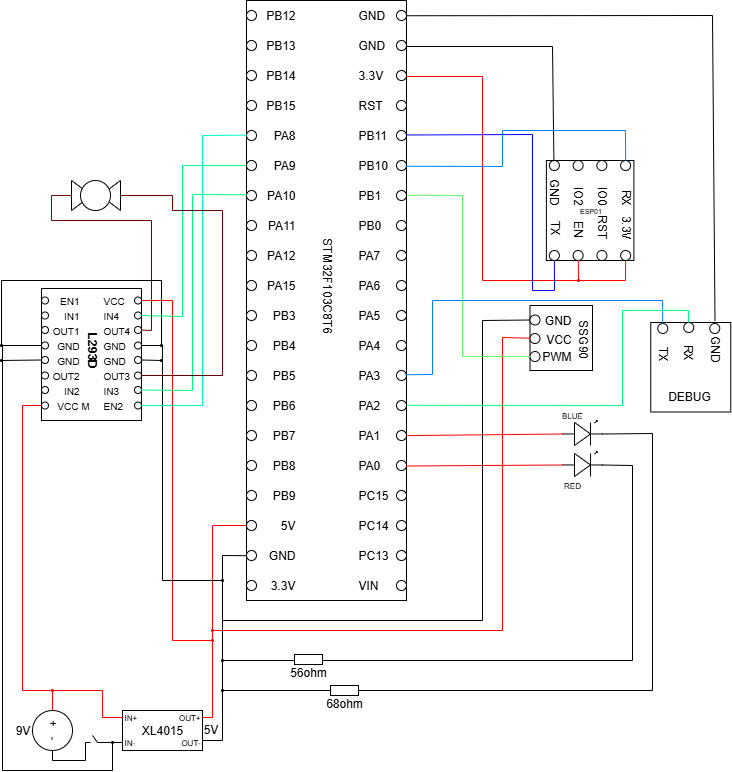 PB12 GND
PB13 GND
PB14 3.3V
PB15 RST
PA8 PB11
PA9 PB10
PA10 PB1
PA11 PB0
PA12 PA7
PA15 PA6
PB3 PA5
PB4 PA4
PB5 PA3
PB6 PA2
PB7 PA1
PB8 PA0
PB9 PC15
5V PC14
GND PC13
3.3V VIN
STM32F103C8T6
GND IO2 IO0 RX
ESP01
TX EN RST 3.3V
EN1 VCC
IN1 IN4
OUT1 OUT4
GND GND
GND GND
OUT2 OUT3
IN2 IN3
VCC M EN2
L293D
GND
VCC
PWM
SSG90
TX RX GND
DEBUG
BLUE
RED
56ohm
68ohm
9V
+
-
IN+ OUT+
XL4015
IN- OUT-
5V